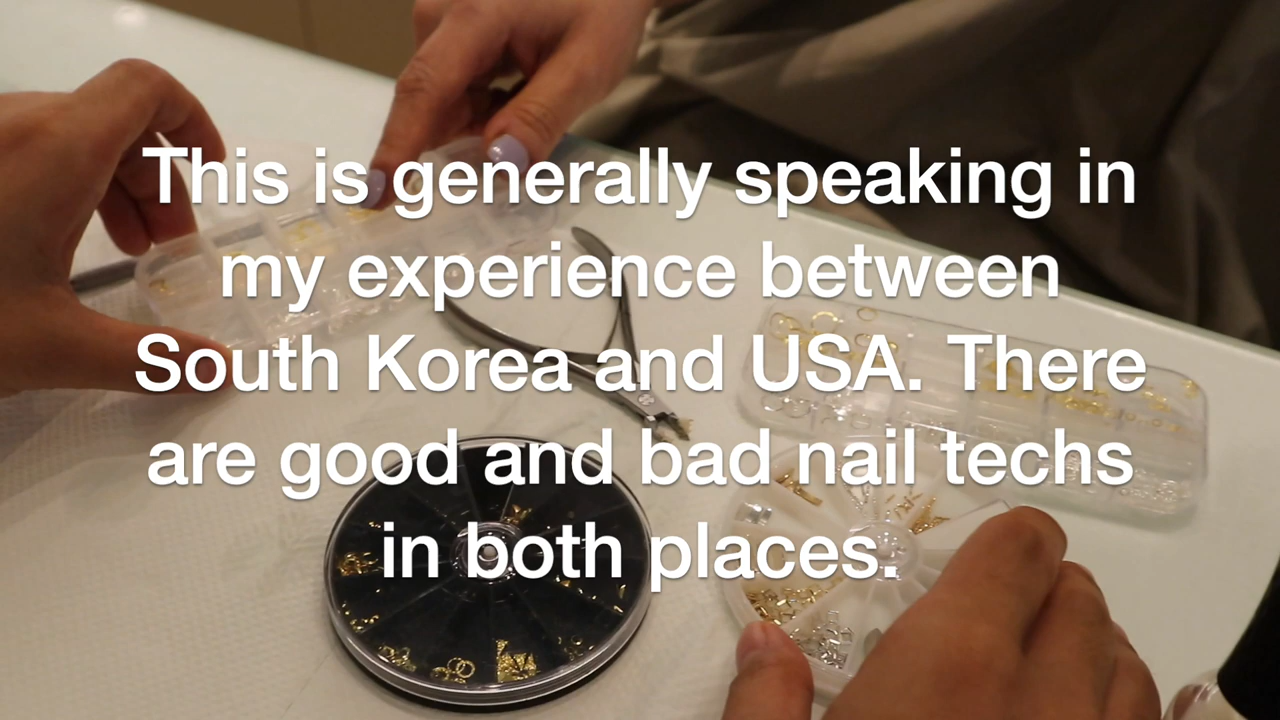 This is generally speaking in
my experience between
South Korea and USA. There
are good and bad nail techs
in both places.